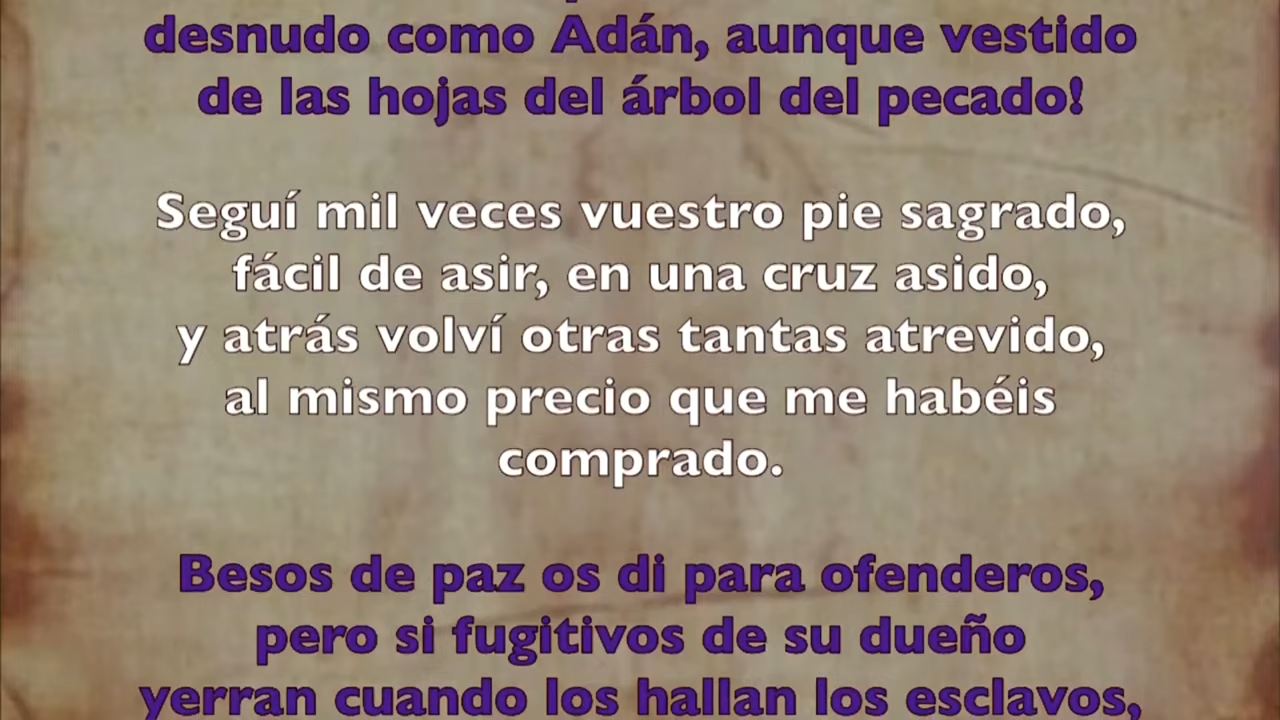 desnudo como Adán, aunque vestido
de las hojas del árbol del pecado!
Seguí mil veces vuestro pie sagrado,
fácil de asir, en una cruz asido,
y atrás volví otras tantas atrevido,
al mismo precio que me habéis
comprado.
Besos de paz os di para ofenderos,
pero si fugitivos de su dueño
yerran cuando los hallan los esclavos,